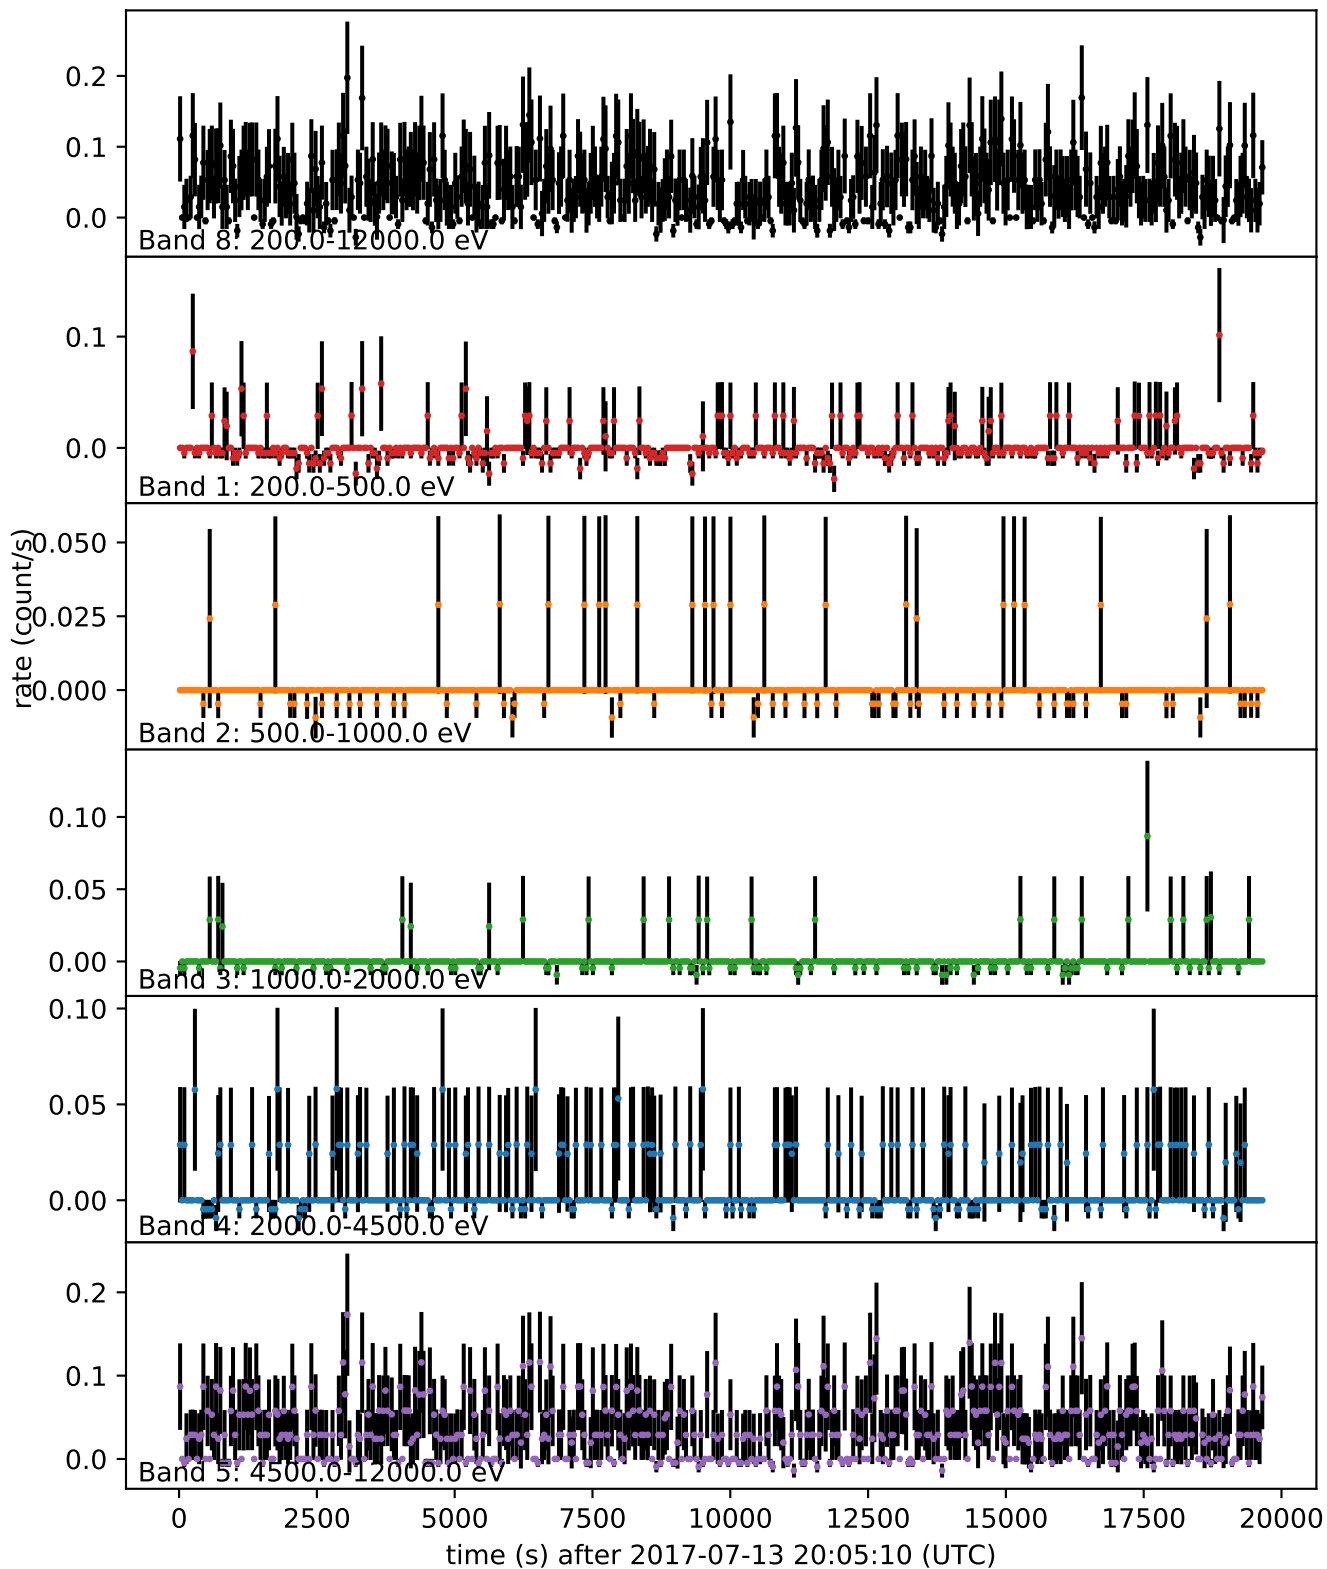 0.2
0.1
0.0
Band 8: 200.0-12000.0 eV
0.1
0.0
Band 1: 200.0-500.0 eV
rate (count/s)
0.050
0.025
0.000
Band 2: 500.0-1000.0 eV
0.10
0.05
0.00
Band 3: 1000.0-2000.0 eV
0.10
0.05
0.00
Band 4: 2000.0-4500.0 eV
0.2
0.1
0.0
Band 5: 4500.0-12000.0 eV
0 2500 5000 7500 10000 12500 15000 17500 20000
time (s) after 2017-07-13 20:05:10 (UTC)